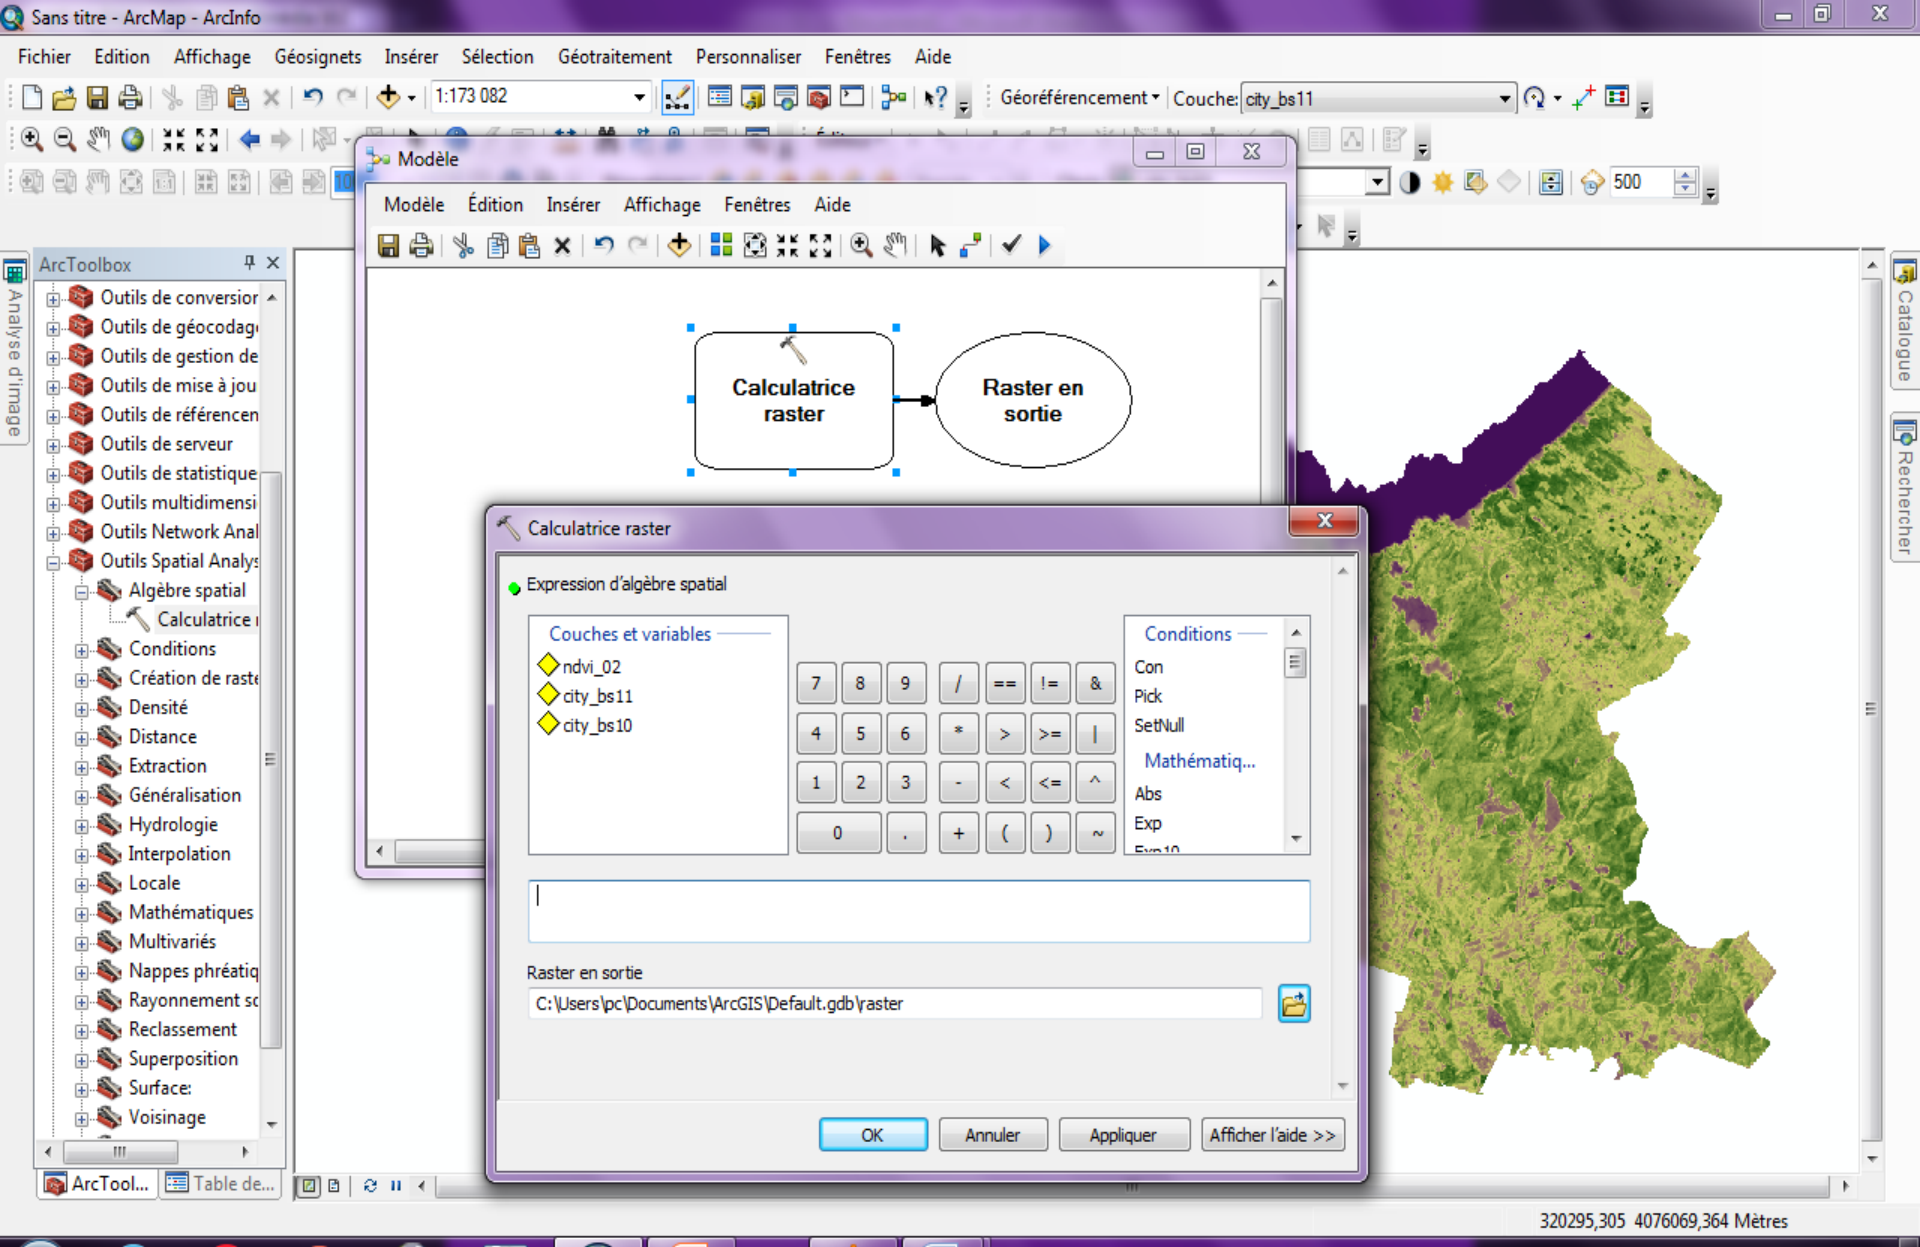 Sans titre - ArcMap - ArcInfo
Fichier Edition Affichage Géosignets Insérer Sélection Géotraitement Personnaliser Fenêtres Aide
1:173 082
Géoréférencement
Couche: city_bs11
500
Modèle
Modèle Édition Insérer Affichage Fenêtres Aide
Calculatrice raster
Raster en sortie
Analyse d'image
ArcToolbox
Outils de conversion
Outils de géocodag
Outils de gestion de
Outils de mise à jou
Outils de référencen
Outils de serveur
Outils de statistique
Outils multidimensi
Outils Network Anal
Outils Spatial Analys
Algèbre spatial
Calculatrice r
Conditions
Création de raste
Densité
Distance
Extraction
Généralisation
Hydrologie
Interpolation
Locale
Mathématiques
Multivariés
Nappes phréatiq
Rayonnement so
Reclassement
Superposition
Surface:
Voisinage
ArcTool...
Table de...
Catalogue
Rechercher
Calculatrice raster
Expression d'algèbre spatial
Couches et variables
ndvi_02
city_bs11
city_bs10
7 8 9 / == != &
4 5 6 * > >= |
1 2 3 - < <= ^
0 . + ( ) ~
Conditions
Con
Pick
SetNull
Mathématiq...
Abs
Exp
Exp10
Raster en sortie
C:\Users\pc\Documents\ArcGIS\Default.gdb\raster
OK
Annuler
Appliquer
Afficher l'aide >>
320295,305 4076069,364 Mètres